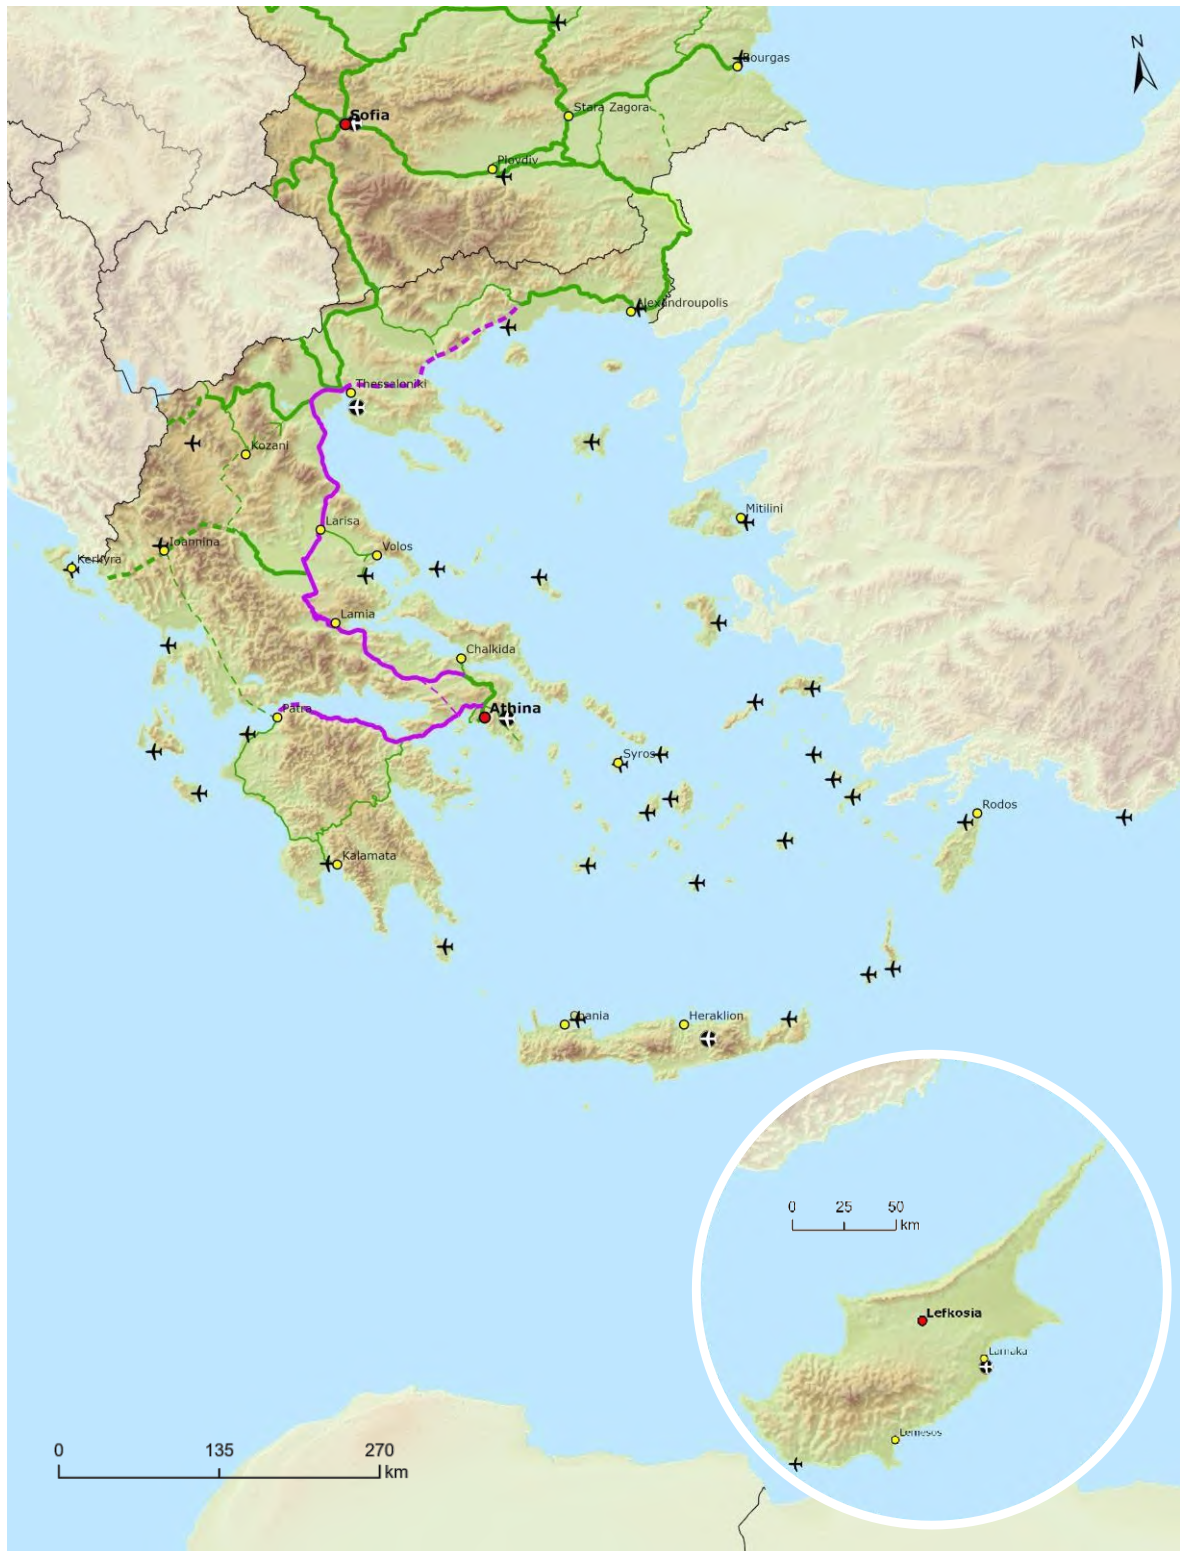 N
Bourgas
Stara Zagora
Sofia
Plovdiv
Alexandroupolis
Thessaloniki
Kozani
Mitilini
Larisa
Ioannina
Volos
Kerkyra
Lamia
Chalkida
Patra
Athina
Syros
Rodos
Kalamata
Chania
Heraklion
0 25 50
km
Lefkosia
Larnaka
Lemesos
0 135 270
km